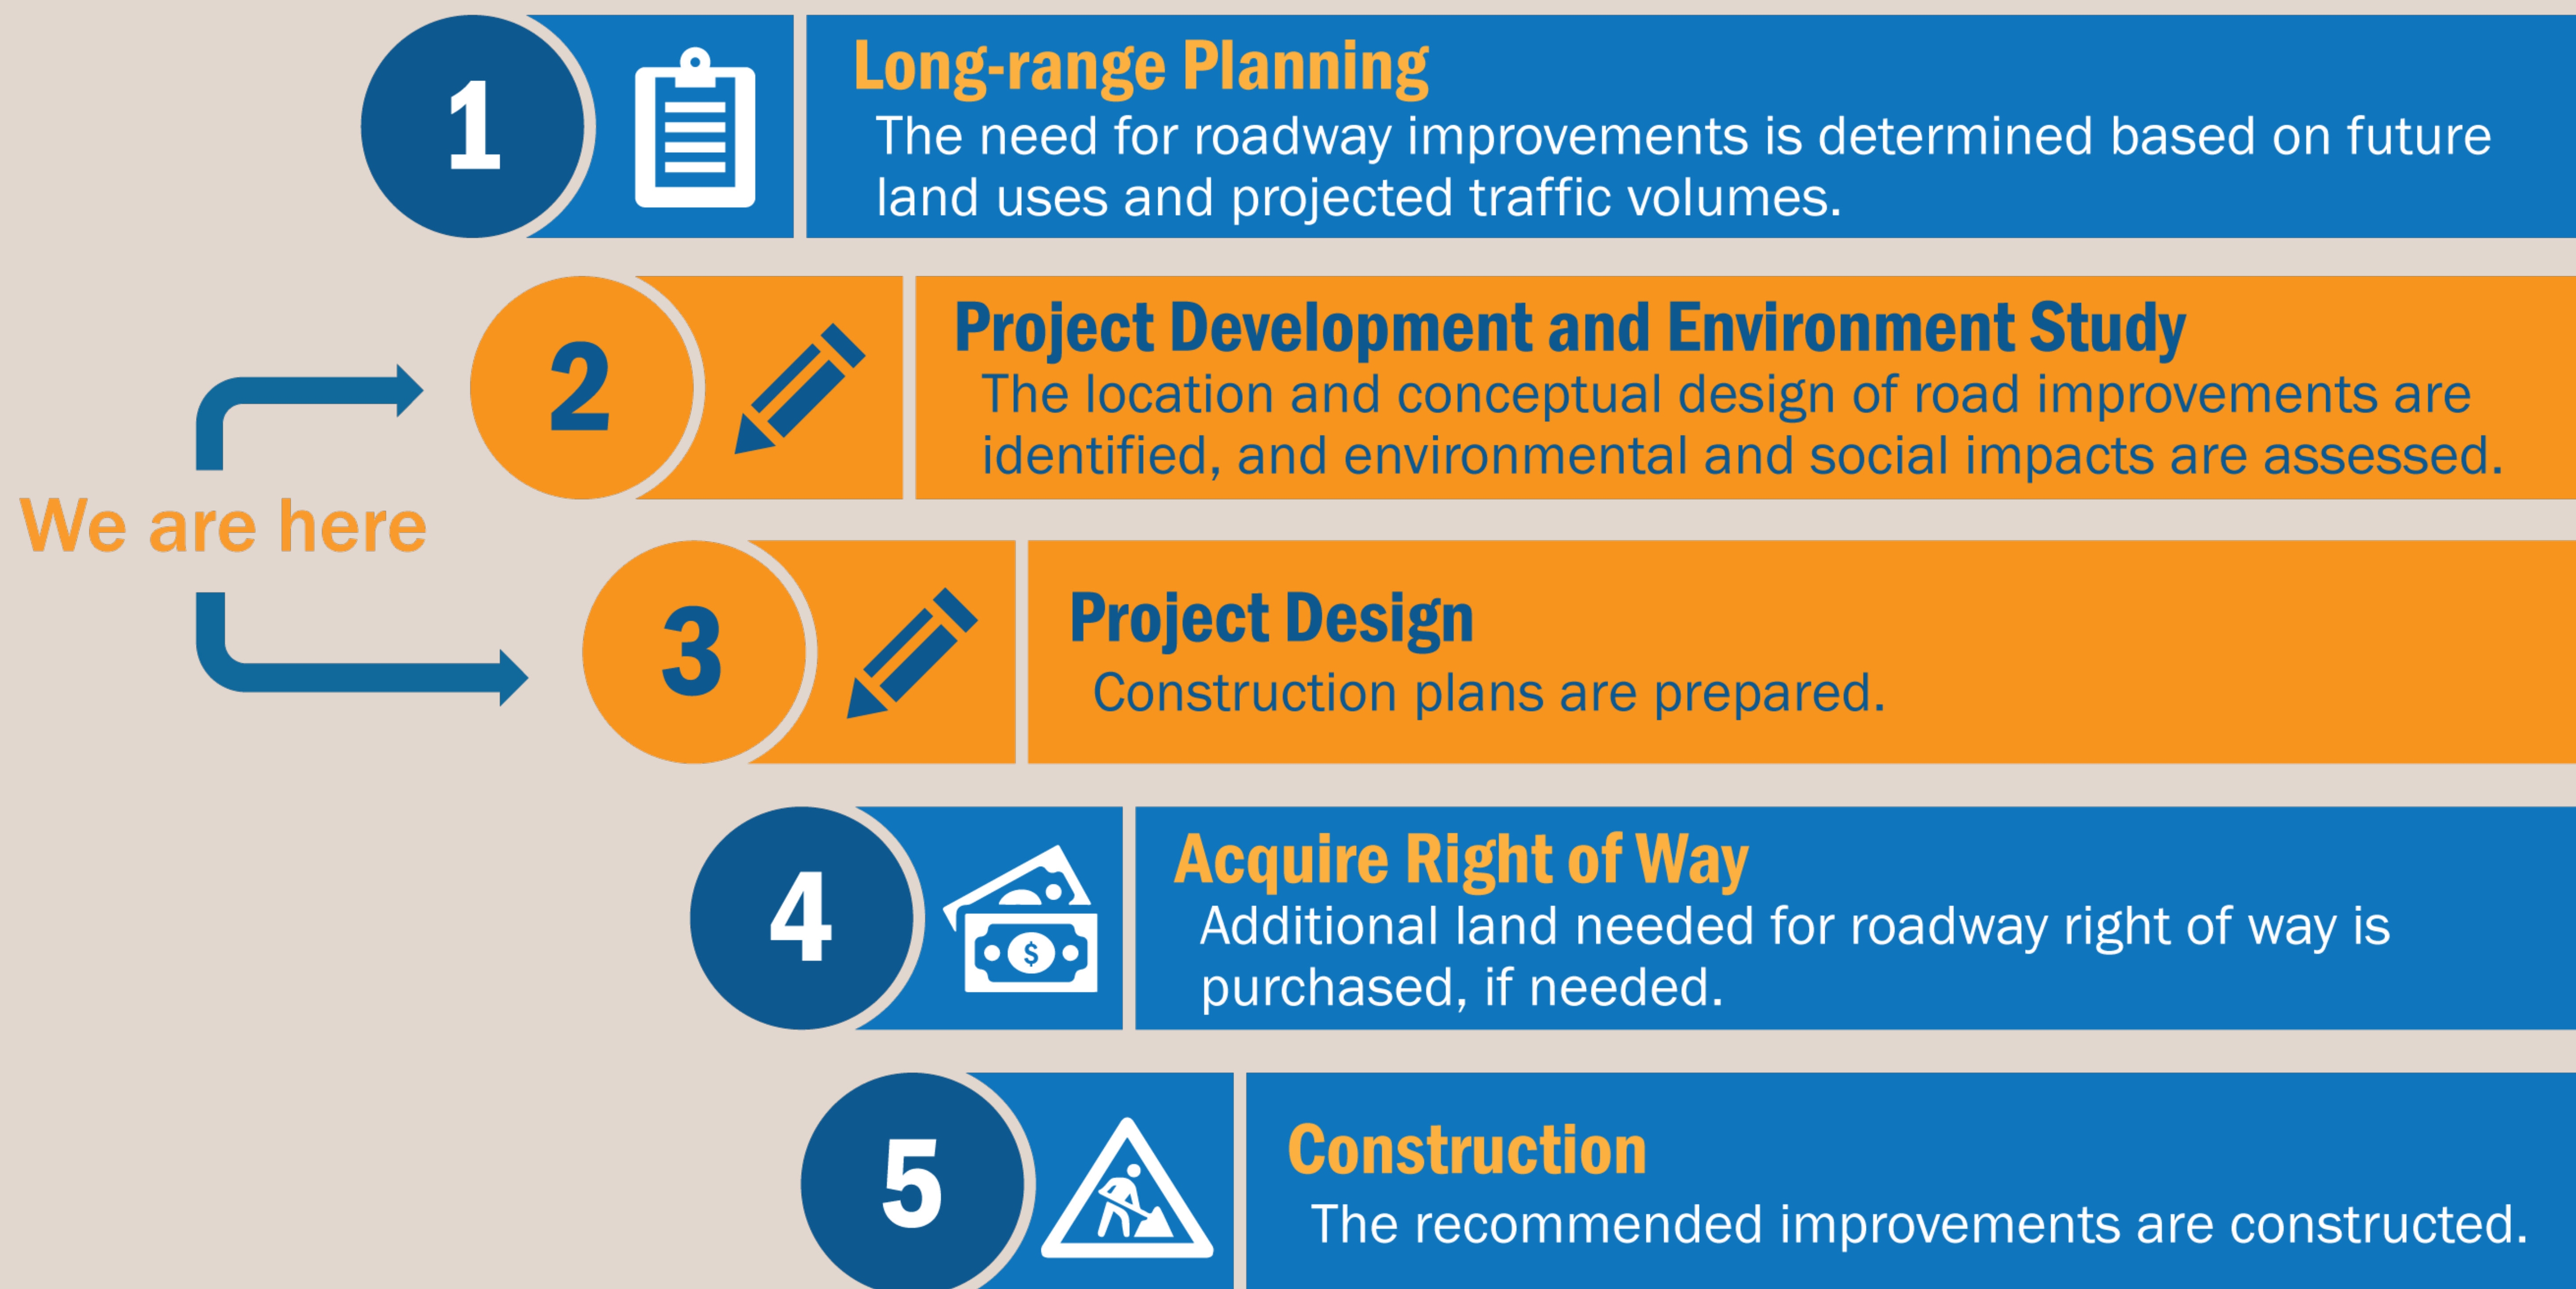 1
Long-range Planning
The need for roadway improvements is determined based on future
land uses and projected traffic volumes.
2
Project Development and Environment Study
The location and conceptual design of road improvements are
identified, and environmental and social impacts are assessed.
We are here
3
Project Design
Construction plans are prepared.
4
$
Acquire Right of Way
Additional land needed for roadway right of way is
purchased, if needed.
5
Construction
The recommended improvements are constructed.